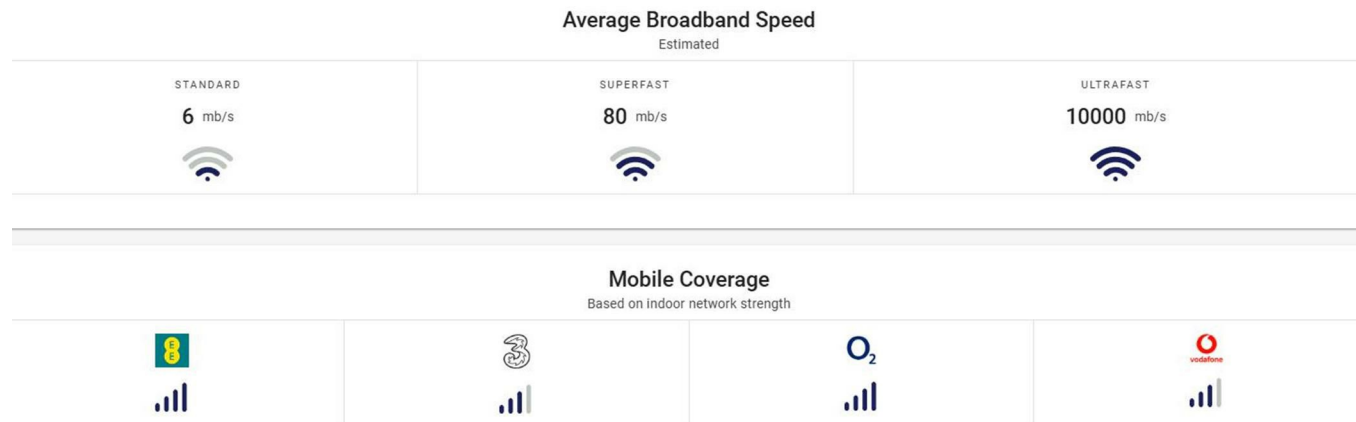 Average Broadband Speed
Estimated
STANDARD
6 mb/s
SUPERFAST
80 mb/s
ULTRAFAST
10000 mb/s
Mobile Coverage
Based on indoor network strength
EE
3
O2
vodafone